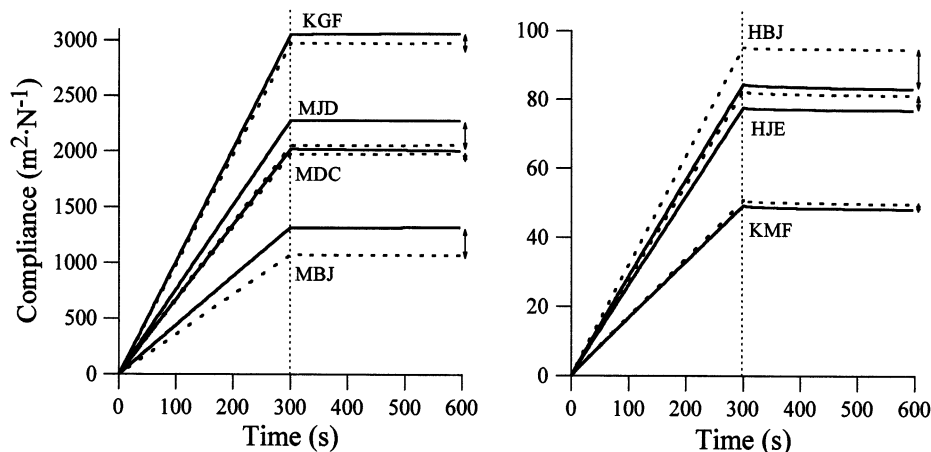 Compliance (m²·N⁻¹)
3000
2500
2000
1500
1000
500
0
KGF
MJD
MDC
MBJ
0 100 200 300 400 500 600
Time (s)
100
80
60
40
20
0
HBJ
HJE
KMF
0 100 200 300 400 500 600
Time (s)